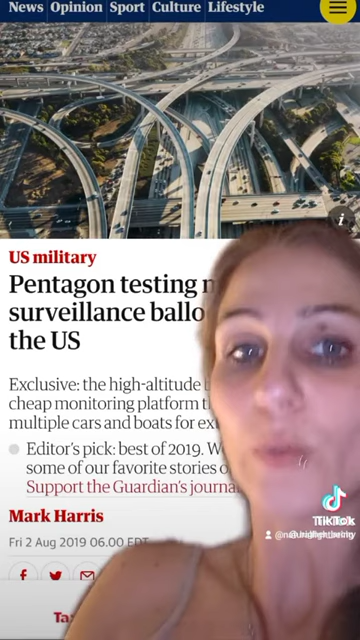 News Opinion Sport Culture Lifestyle
US military
Pentagon testing
surveillance ballo
the US
Exclusive: the high-altitude
cheap monitoring platform
multiple cars and boats for
Editor's pick: best of 2019.
some of our favorite stories
Support the Guardian's journal
Mark Harris
Fri 2 Aug 2019 06.00 EDT
TikTok